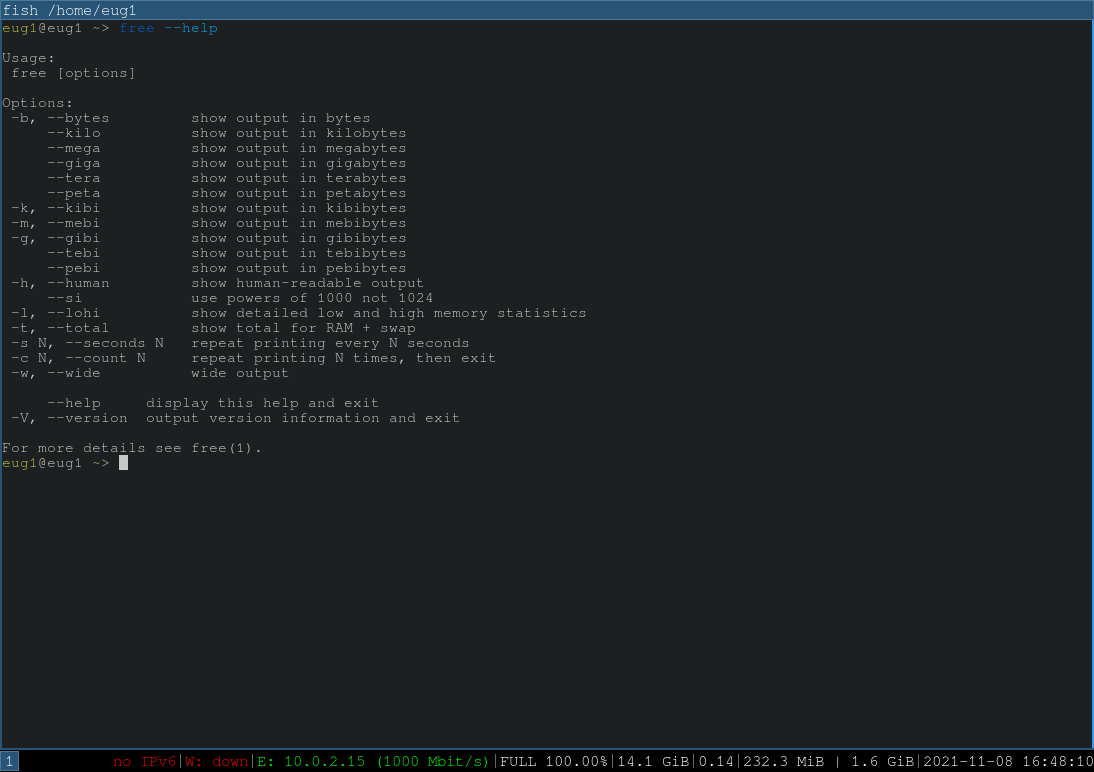 fish /home/eug1
eug1@eug1 ~> free --help
Usage:
 free [options]
Options:
 -b, --bytes         show output in bytes
     --kilo          show output in kilobytes
     --mega          show output in megabytes
     --giga          show output in gigabytes
     --tera          show output in terabytes
     --peta          show output in petabytes
 -k, --kibi          show output in kibibytes
 -m, --mebi          show output in mebibytes
 -g, --gibi          show output in gibibytes
     --tebi          show output in tebibytes
     --pebi          show output in pebibytes
 -h, --human         show human-readable output
     --si            use powers of 1000 not 1024
 -l, --lohi          show detailed low and high memory statistics
 -t, --total         show total for RAM + swap
 -s N, --seconds N   repeat printing every N seconds
 -c N, --count N     repeat printing N times, then exit
 -w, --wide          wide output
     --help     display this help and exit
 -V, --version  output version information and exit
For more details see free(1).
eug1@eug1 ~>
1 no IPv6|W: down|E: 10.0.2.15 (1000 Mbit/s)|FULL 100.00%|14.1 GiB|0.14|232.3 MiB | 1.6 GiB|2021-11-08 16:48:10